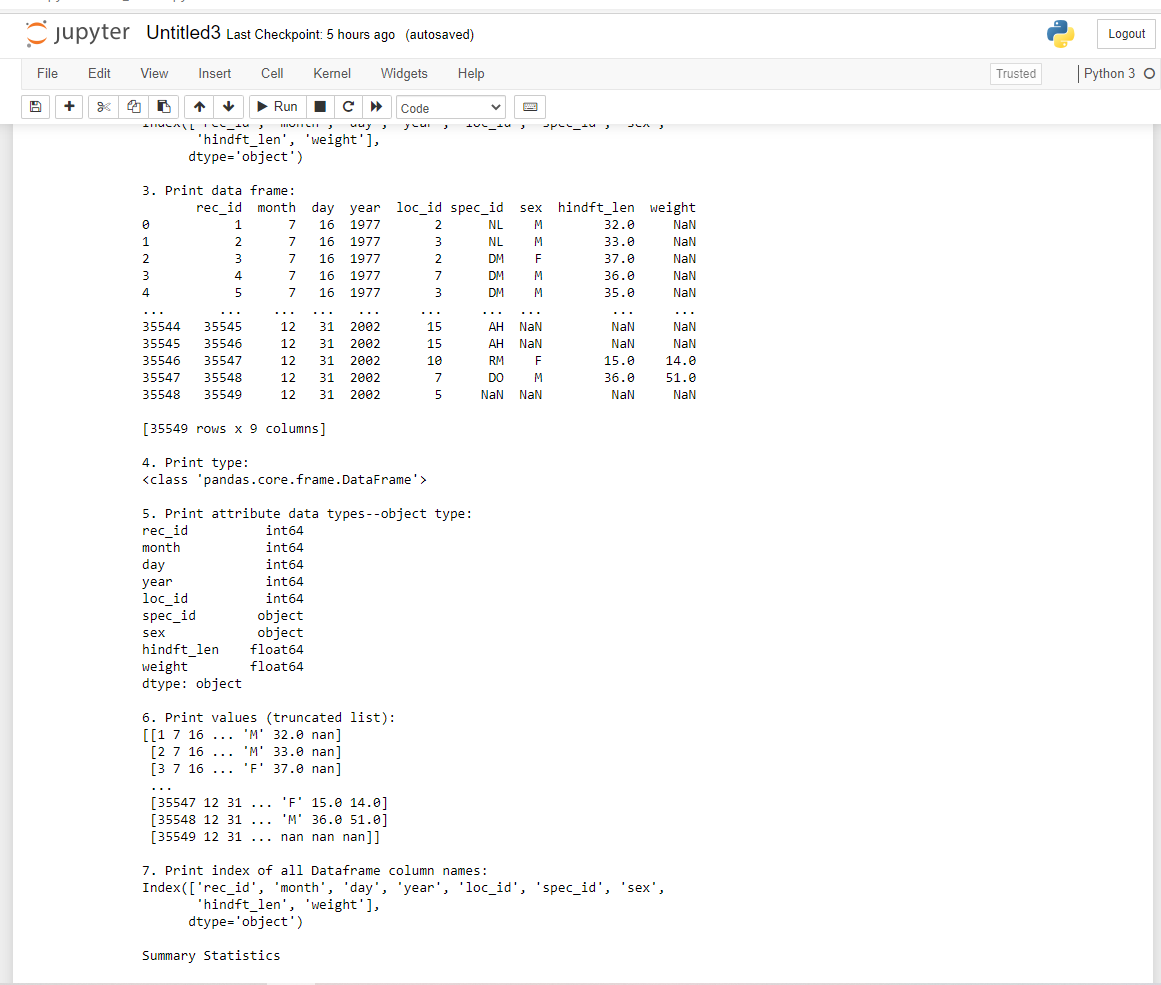 jupyter Untitled3 Last Checkpoint: 5 hours ago (autosaved)
Logout
File Edit View Insert Cell Kernel Widgets Help
Trusted
Python 3
Run
Code
Index(['rec_id', 'month', 'day', 'year', 'loc_id', 'spec_id', 'sex',
       'hindft_len', 'weight'],
      dtype='object')
3. Print data frame:
       rec_id  month  day  year  loc_id spec_id  sex  hindft_len  weight
0           1      7   16  1977       2      NL    M        32.0     NaN
1           2      7   16  1977       3      NL    M        33.0     NaN
2           3      7   16  1977       2      DM    F        37.0     NaN
3           4      7   16  1977       7      DM    M        36.0     NaN
4           5      7   16  1977       3      DM    M        35.0     NaN
...       ...    ...  ...   ...     ...     ...  ...         ...     ...
35544   35545     12   31  2002      15      AH  NaN         NaN     NaN
35545   35546     12   31  2002      15      AH  NaN         NaN     NaN
35546   35547     12   31  2002      10      RM    F        15.0    14.0
35547   35548     12   31  2002       7      DO    M        36.0    51.0
35548   35549     12   31  2002       5     NaN  NaN         NaN     NaN
[35549 rows x 9 columns]
4. Print type:
<class 'pandas.core.frame.DataFrame'>
5. Print attribute data types--object type:
rec_id          int64
month           int64
day             int64
year            int64
loc_id          int64
spec_id        object
sex            object
hindft_len    float64
weight        float64
dtype: object
6. Print values (truncated list):
[[1 7 16 ... 'M' 32.0 nan]
 [2 7 16 ... 'M' 33.0 nan]
 [3 7 16 ... 'F' 37.0 nan]
 ...
 [35547 12 31 ... 'F' 15.0 14.0]
 [35548 12 31 ... 'M' 36.0 51.0]
 [35549 12 31 ... nan nan nan]]
7. Print index of all Dataframe column names:
Index(['rec_id', 'month', 'day', 'year', 'loc_id', 'spec_id', 'sex',
       'hindft_len', 'weight'],
      dtype='object')
Summary Statistics